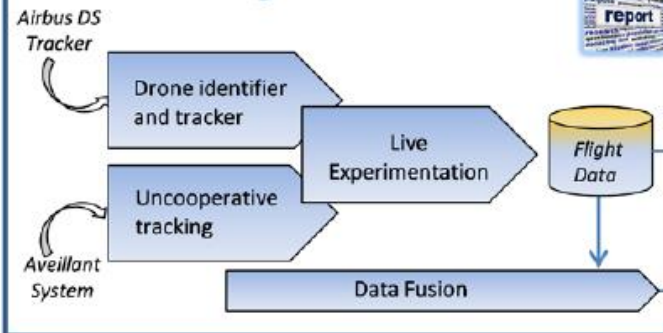 Airbus DS
Tracker
report
Drone identifier
and tracker
Live
Experimentation
Flight
Data
Uncooperative
tracking
Aveillant
System
Data Fusion